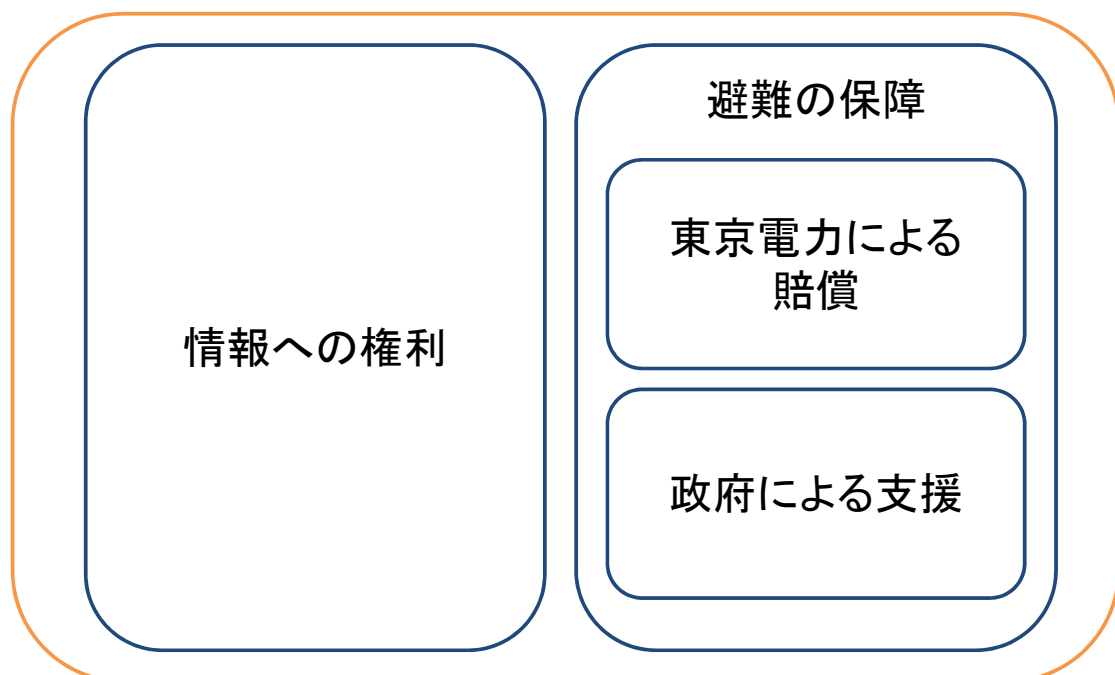 情報への権利
避難の保障
東京電力による
賠償
政府による支援